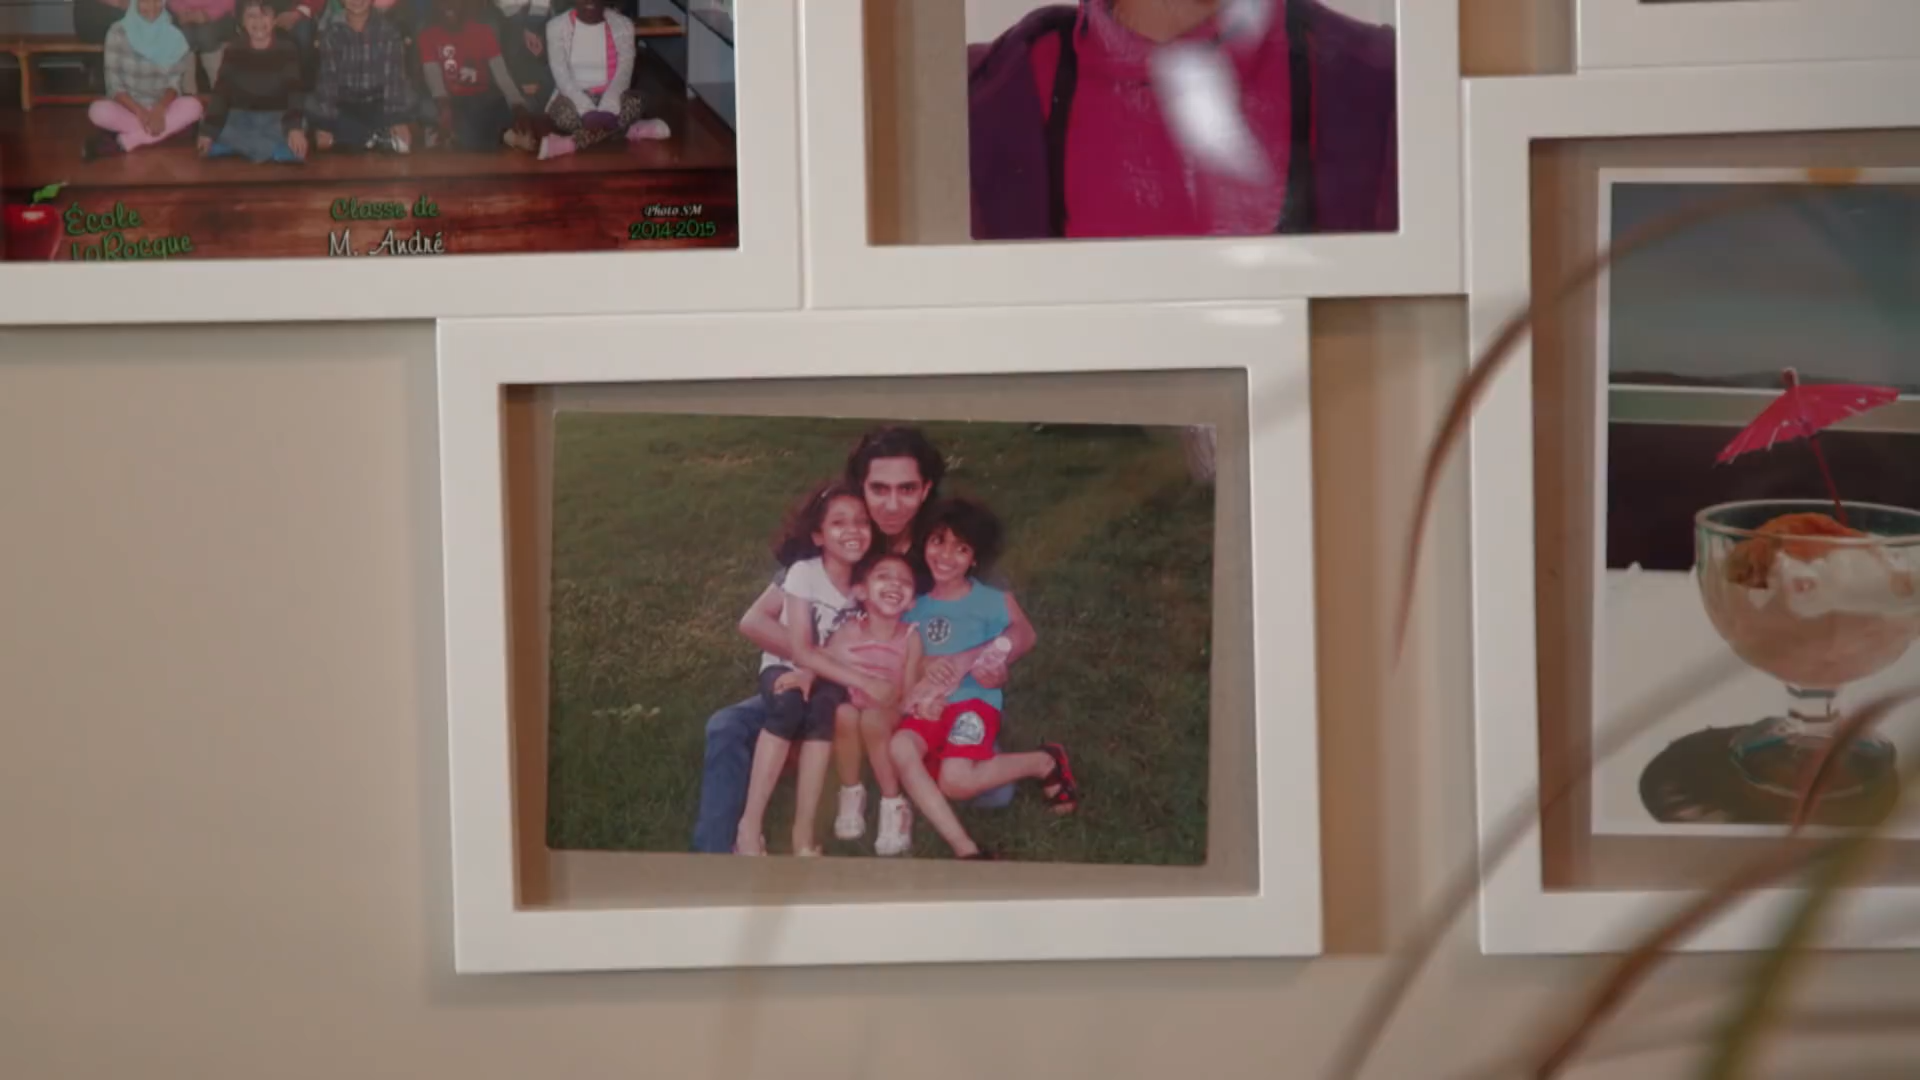 École
LaRocque
Classe de
M. André
Photo SM
2014-2015